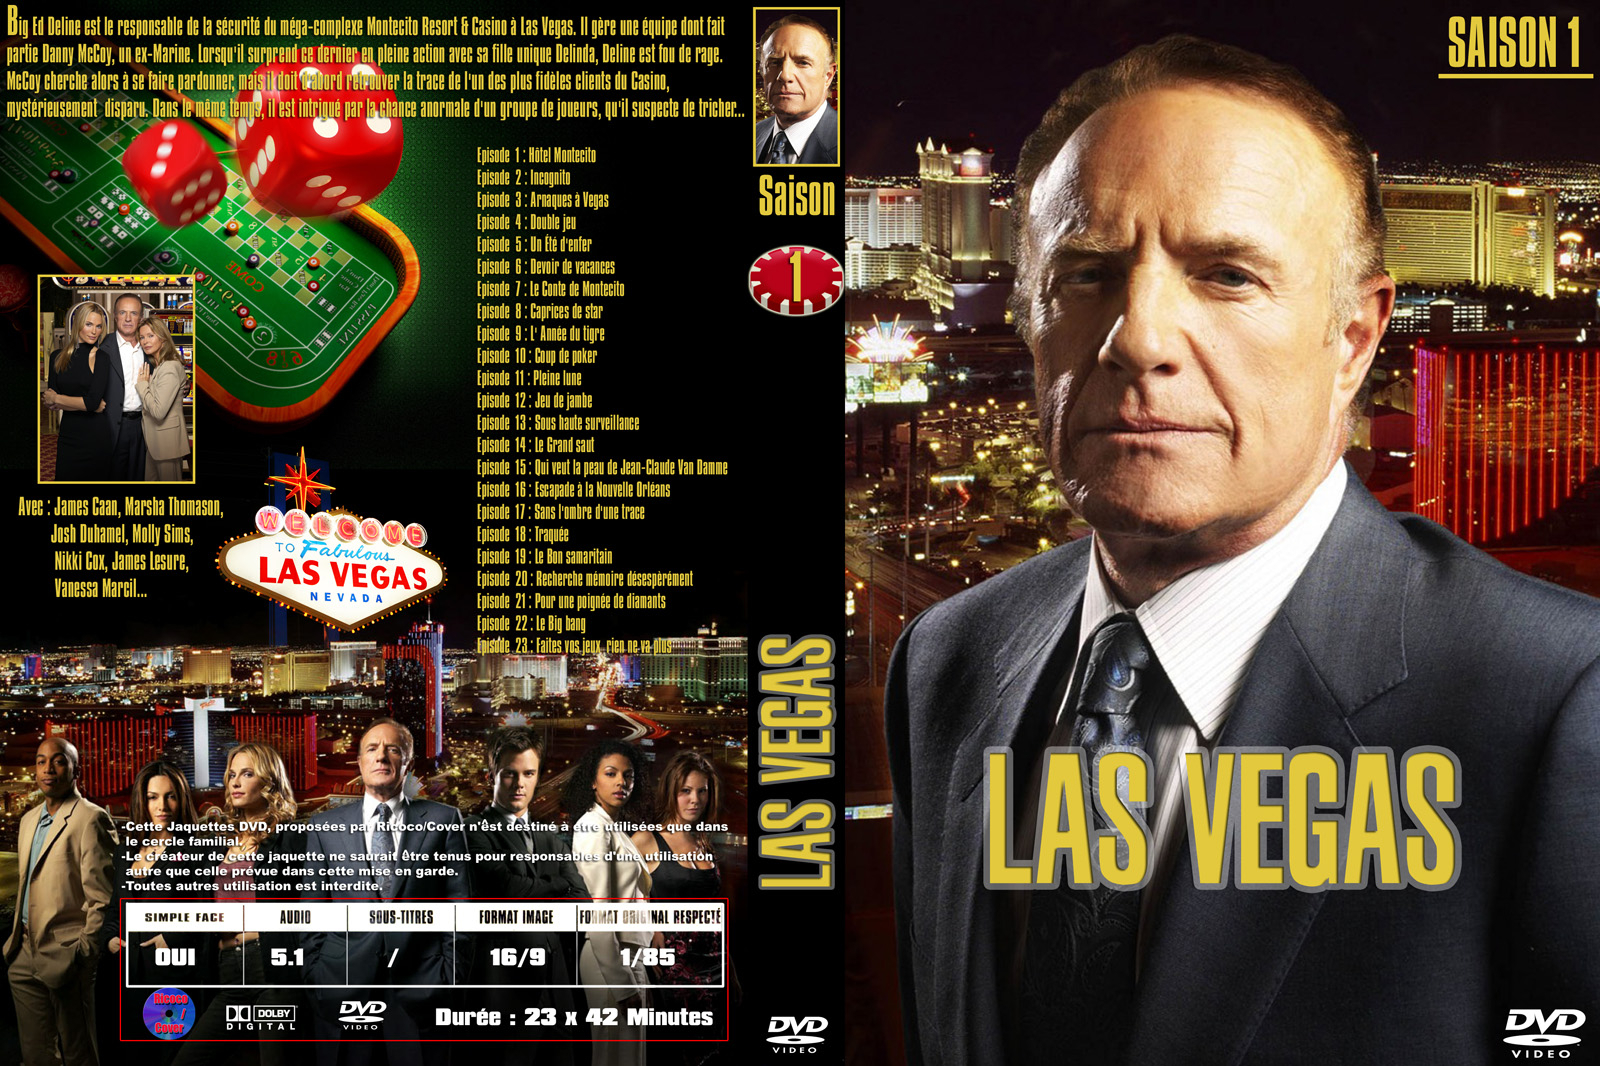 Big Ed Deline est le responsable de la sécurité du méga-complexe Montecito Resort & Casino à Las Vegas. Il gère une équipe dont fait
partie Danny McCoy, un ex-Marine. Lorsqu'il surprend ce dernier en pleine action avec sa fille unique Delinda, Deline est fou de rage.
McCoy cherche alors à se faire pardonner, mais il doit d'abord retrouver la trace de l'un des plus fidèles clients du Casino,
mystérieusement disparu. Dans le même temps, il est intrigué par la chance anormale d'un groupe de joueurs, qu'il suspecte de tricher...
Episode 1 : Hôtel Montecito
Episode 2 : Incognito
Episode 3 : Arnaques à Vegas
Episode 4 : Double jeu
Episode 5 : Un Eté d'enfer
Episode 6 : Devoir de vacances
Episode 7 : Le Conte de Montecito
Episode 8 : Caprices de star
Episode 9 : L' Année du tigre
Episode 10 : Coup de poker
Episode 11 : Pleine lune
Episode 12 : Jeu de jambe
Episode 13 : Sous haute surveillance
Episode 14 : Le Grand saut
Episode 15 : Qui veut la peau de Jean-Claude Van Damme
Episode 16 : Escapade à la Nouvelle Orléans
Episode 17 : Sans l'ombre d'une trace
Episode 18 : Traquée
Episode 19 : Le Bon samaritain
Episode 20 : Recherche mémoire désespèrément
Episode 21 : Pour une poignée de diamants
Episode 22 : Le Big bang
Episode 23 : Faites vos jeux, rien ne va plus
COME
Avec : James Caan, Marsha Thomason,
Josh Duhamel, Molly Sims,
Nikki Cox, James Lesure,
Vanessa Marcil...
WELCOME
TO Fabulous
LAS VEGAS
NEVADA
-Cette Jaquettes DVD, proposées par Ricoco/Cover n'êst destiné à être utilisées que dans
le cercle familial.
-Le créateur de cette jaquette ne saurait être tenus pour responsables d'une utilisation
autre que celle prévue dans cette mise en garde.
-Toutes autres utilisation est interdite.
SIMPLE FACE AUDIO SOUS-TITRES FORMAT IMAGE FORMAT ORIGINAL RESPECTÉ
OUI 5.1 / 16/9 1/85
Ricoco
/
Cover
DOLBY
DIGITAL
DVD
VIDEO
Durée : 23 x 42 Minutes
Saison
1
LAS VEGAS
DVD
VIDEO
SAISON 1
LAS VEGAS
DVD
VIDEO